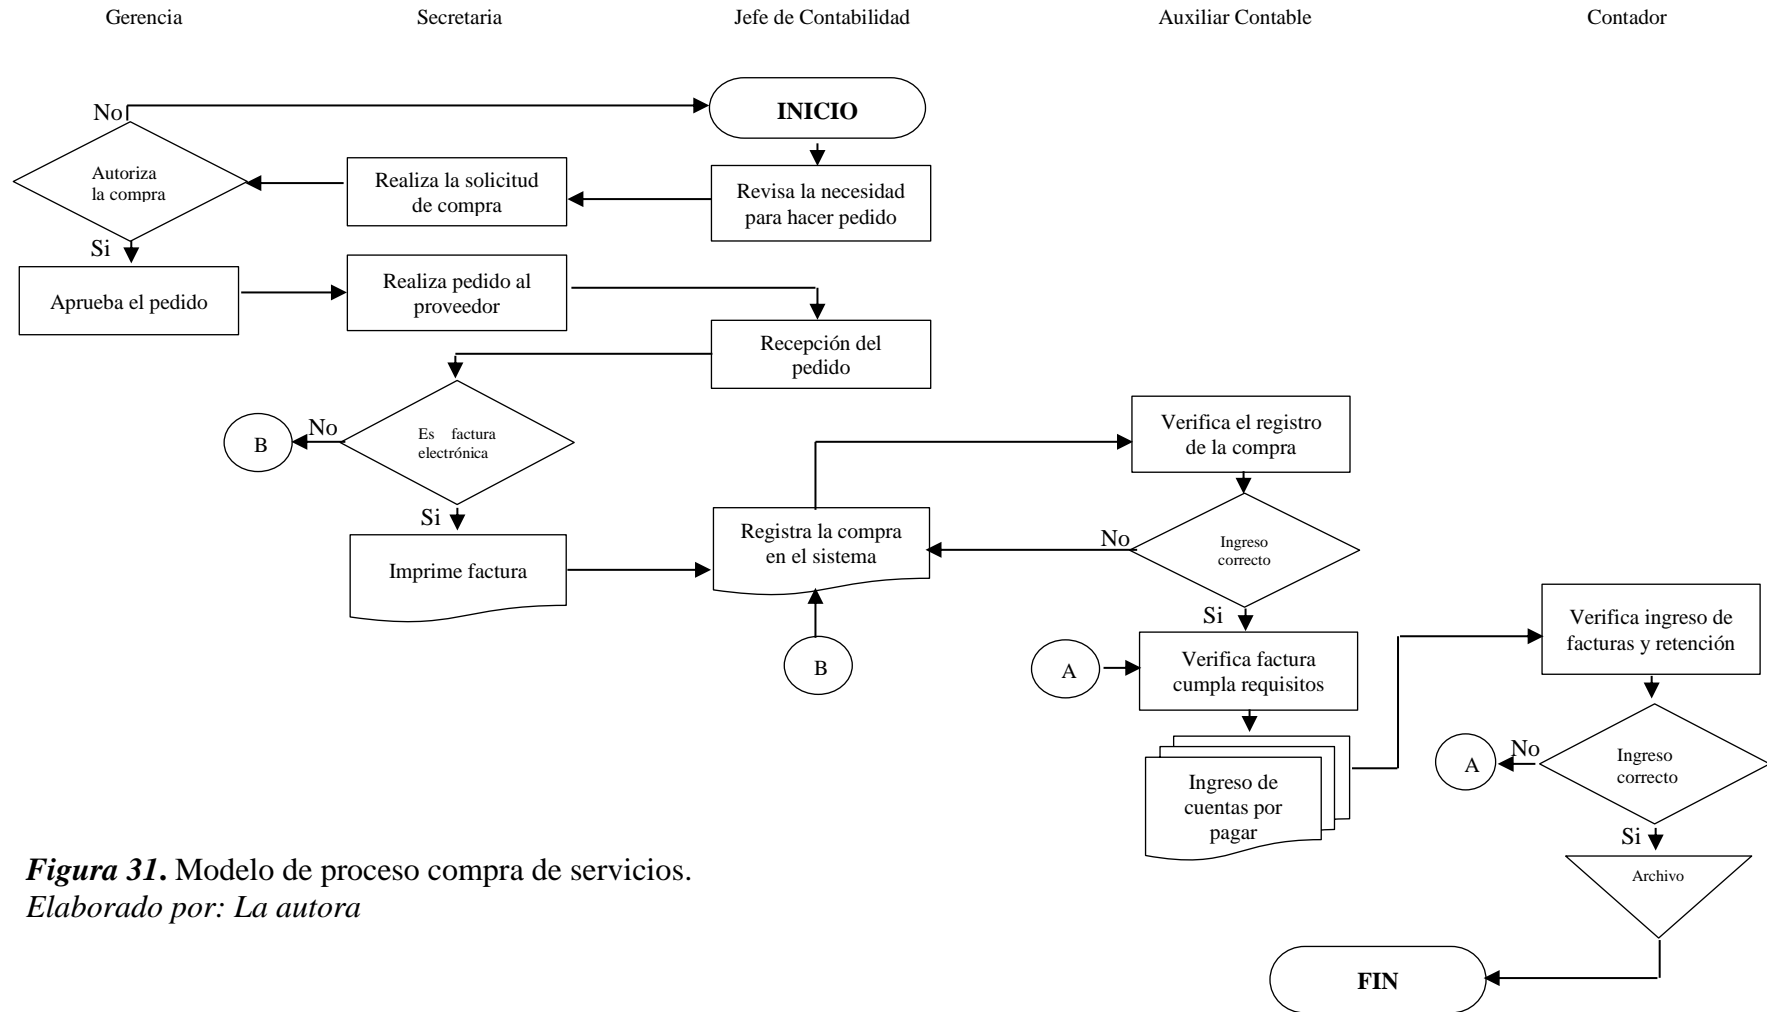 Gerencia
Secretaria
Jefe de Contabilidad
Auxiliar Contable
Contador
No
INICIO
Autoriza
la compra
Realiza la solicitud
de compra
Revisa la necesidad
para hacer pedido
Si
Aprueba el pedido
Realiza pedido al
proveedor
Recepción del
pedido
B
No
Es factura
electrónica
Verifica el registro
de la compra
Si
Imprime factura
Registra la compra
en el sistema
No
Ingreso
correcto
Si
B
A
Verifica factura
cumpla requisitos
Verifica ingreso de
facturas y retención
Ingreso de
cuentas por
pagar
A
No
Ingreso
correcto
Si
Archivo
Figura 31. Modelo de proceso compra de servicios.
Elaborado por: La autora
FIN